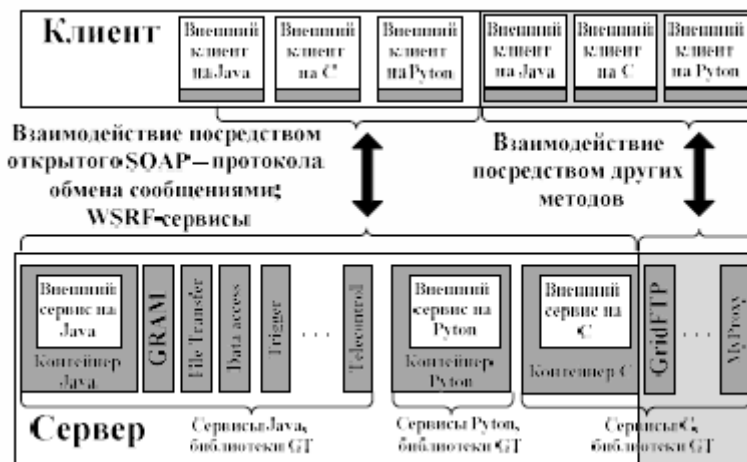 Клиент
Внешний
клиент
на Java
Внешний
клиент
на C
Внешний
клиент
на Pyton
Внешний
клиент
на Java
Внешний
клиент
на C
Внешний
клиент
на Pyton
Взаимодействие посредством
открытого SOAP – протокола
обмена сообщениями;
WSRF-сервисы
Взаимодействие
посредством других
методов
Внешний
сервис на
Java
Контейнер
Java
GRAM
File Transfer
Data access
Trigger
. . .
Telecontrol
Внешний
сервис на
Pyton
Контейнер
Pyton
Внешний
сервис на
C
Контейнер C
GridFTP
. . .
MyProxy
Сервер
Сервисы Java,
библиотеки GT
Сервисы Pyton,
библиотеки GT
Сервисы C,
библиотеки GT